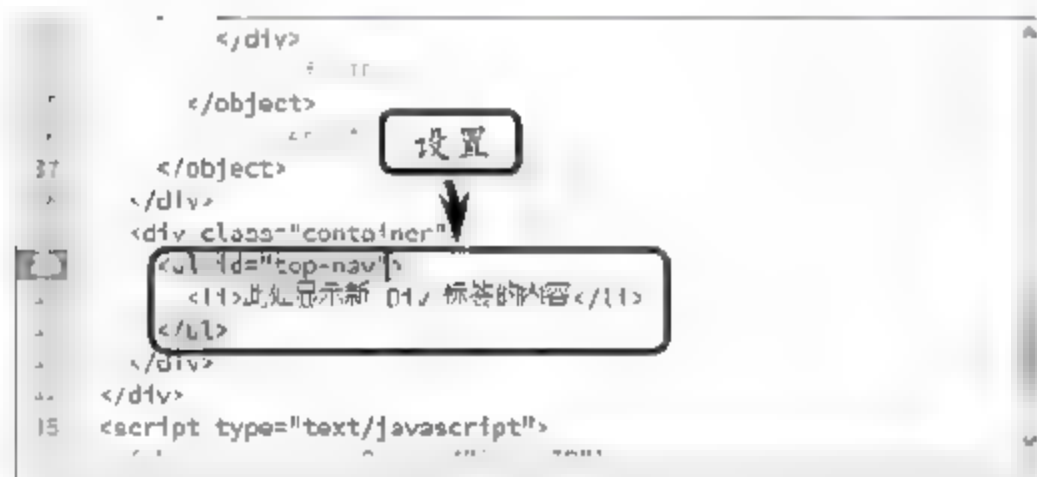 </div>
</object>
设置
37 </object>
</div>
<div class="container">
<ul id="top-nav">
<li>此处显示新 Div 标签的内容</li>
</ul>
</div>
</div>
<script type="text/javascript">